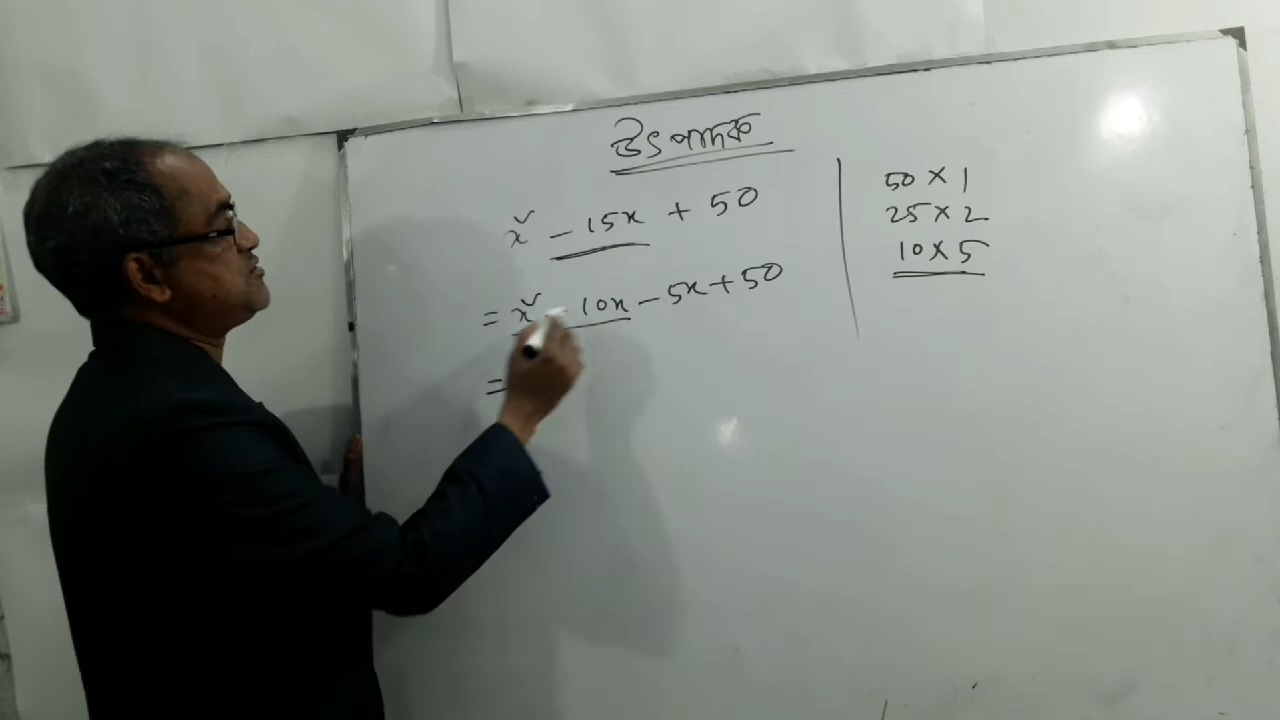 উৎপাদক
x² - 15x + 50
= x² - 10x - 5x + 50
=
50 × 1
25 × 2
10 × 5